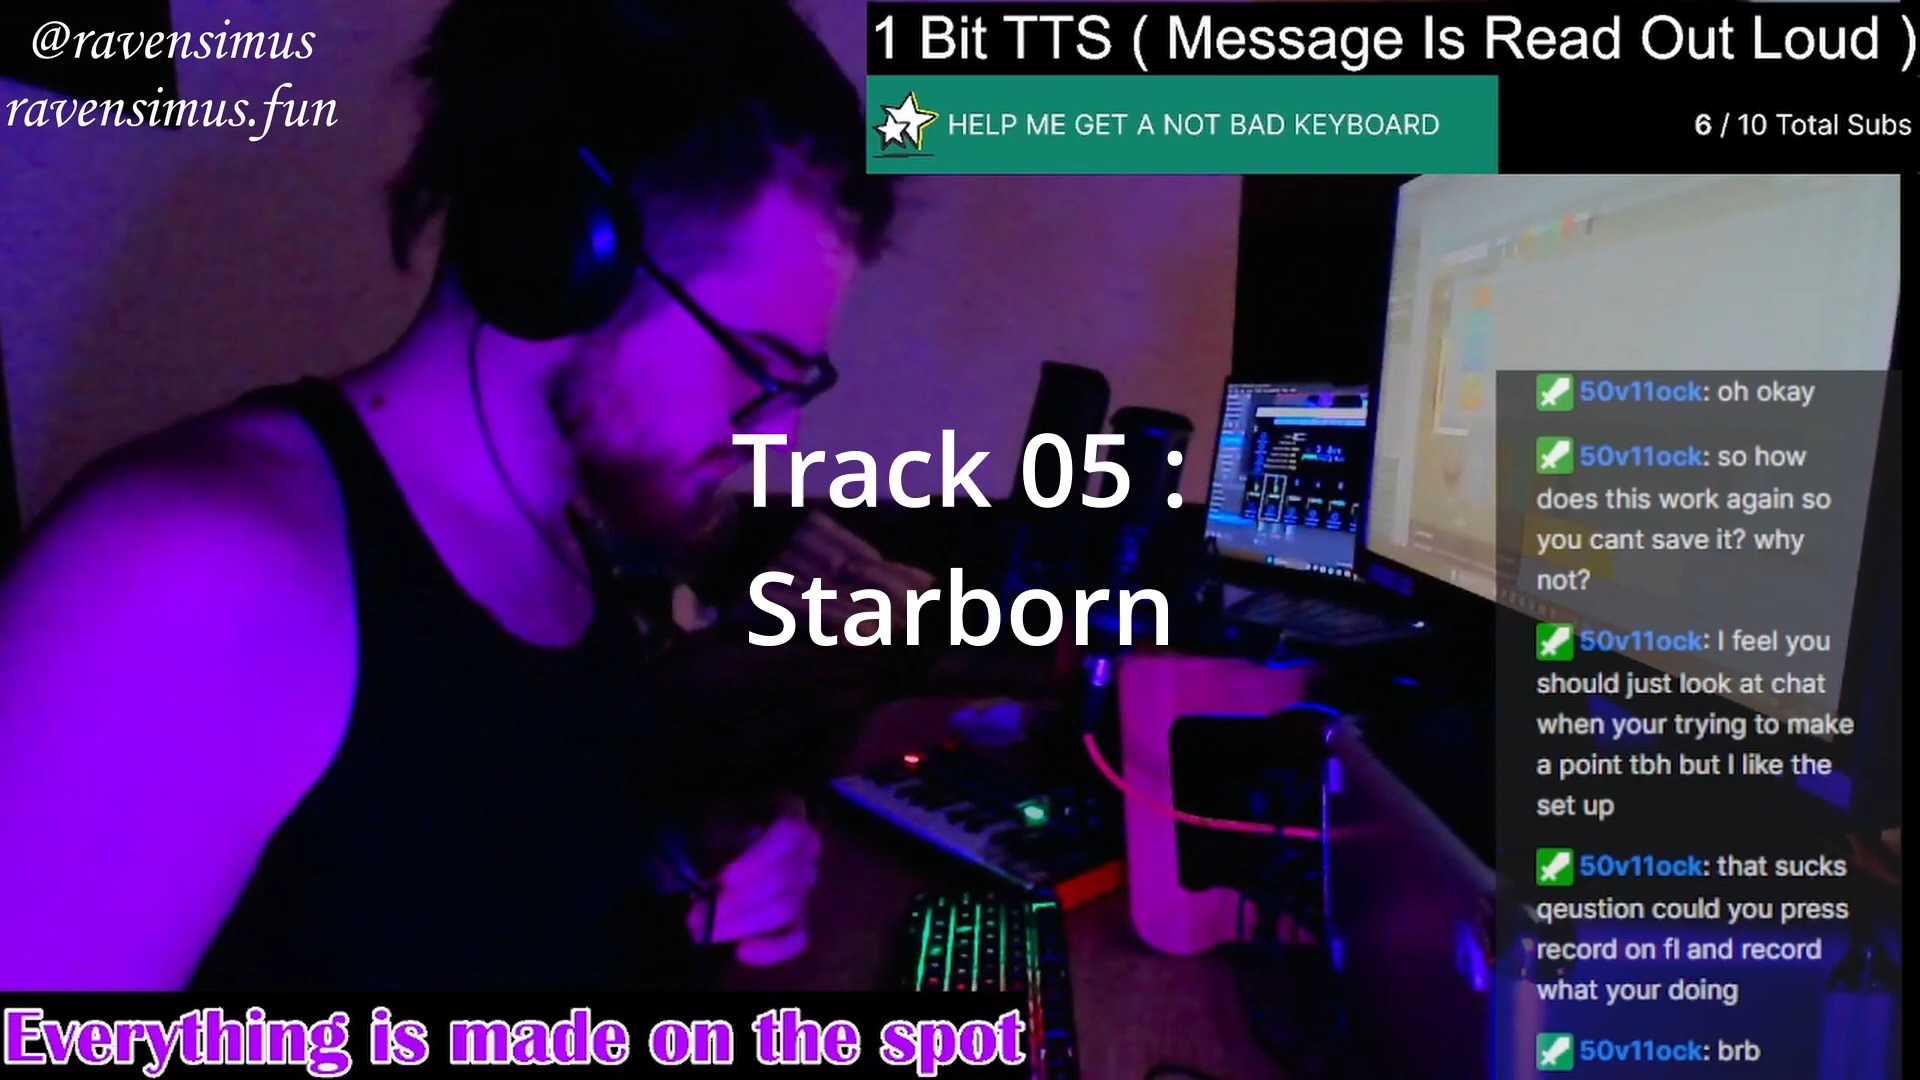 @ravensimus
ravensimus.fun
1 Bit TTS ( Message Is Read Out Loud )
HELP ME GET A NOT BAD KEYBOARD
6 / 10 Total Subs
Track 05 :
Starborn
50v11ock: oh okay
50v11ock: so how
does this work again so
you cant save it? why
not?
50v11ock: I feel you
should just look at chat
when your trying to make
a point tbh but I like the
set up
50v11ock: that sucks
qeustion could you press
record on fl and record
what your doing
50v11ock: brb
Everything is made on the spot